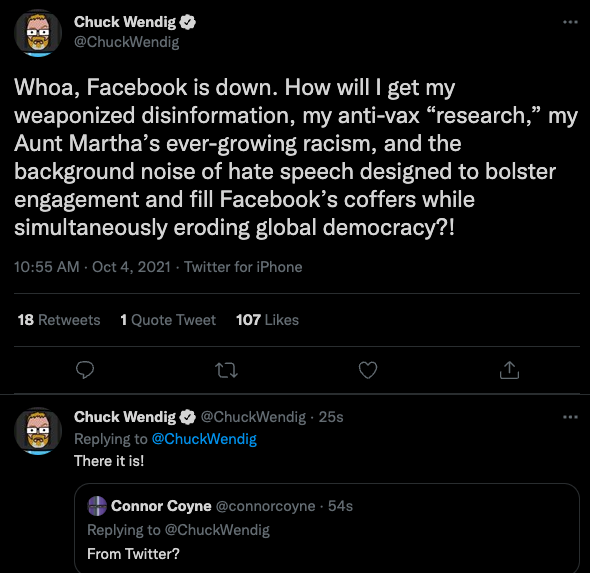 Chuck Wendig
@ChuckWendig
Whoa, Facebook is down. How will I get my
weaponized disinformation, my anti-vax “research,” my
Aunt Martha’s ever-growing racism, and the
background noise of hate speech designed to bolster
engagement and fill Facebook’s coffers while
simultaneously eroding global democracy?!
10:55 AM · Oct 4, 2021 · Twitter for iPhone
18 Retweets 1 Quote Tweet 107 Likes
Chuck Wendig @ChuckWendig · 25s
Replying to @ChuckWendig
There it is!
Connor Coyne @connorcoyne · 54s
Replying to @ChuckWendig
From Twitter?